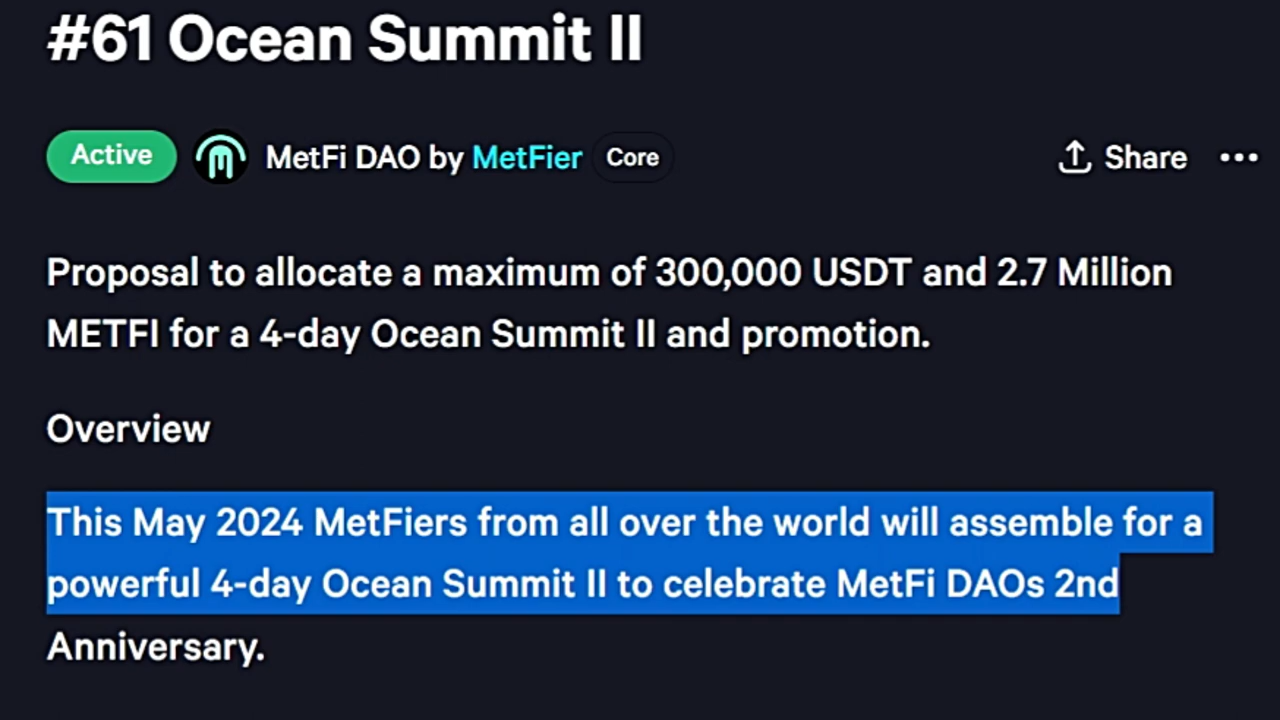 #61 Ocean Summit II
Active MetFi DAO by MetFier Core Share
Proposal to allocate a maximum of 300,000 USDT and 2.7 Million
METFI for a 4-day Ocean Summit II and promotion.
Overview
This May 2024 MetFiers from all over the world will assemble for a
powerful 4-day Ocean Summit II to celebrate MetFi DAOs 2nd
Anniversary.